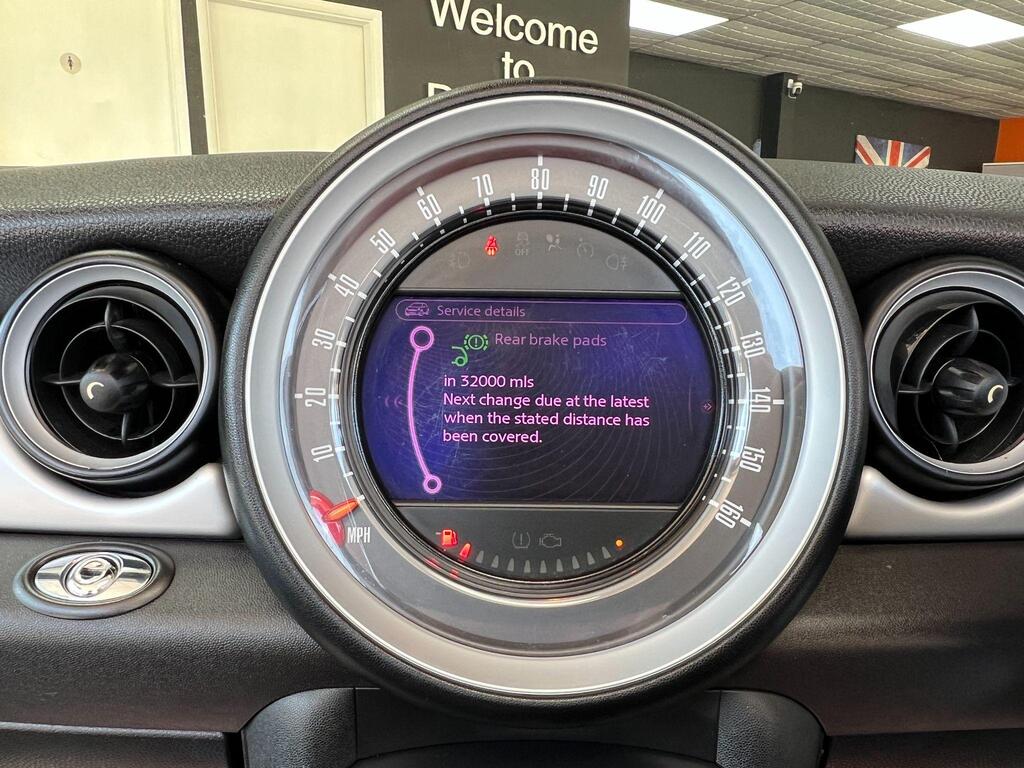 Welcome
to
10
20
30
40
50
60
70
80
90
100
110
120
130
140
150
160
MPH
OFF
Service details
Rear brake pads
in 32000 mls
Next change due at the latest
when the stated distance has
been covered.